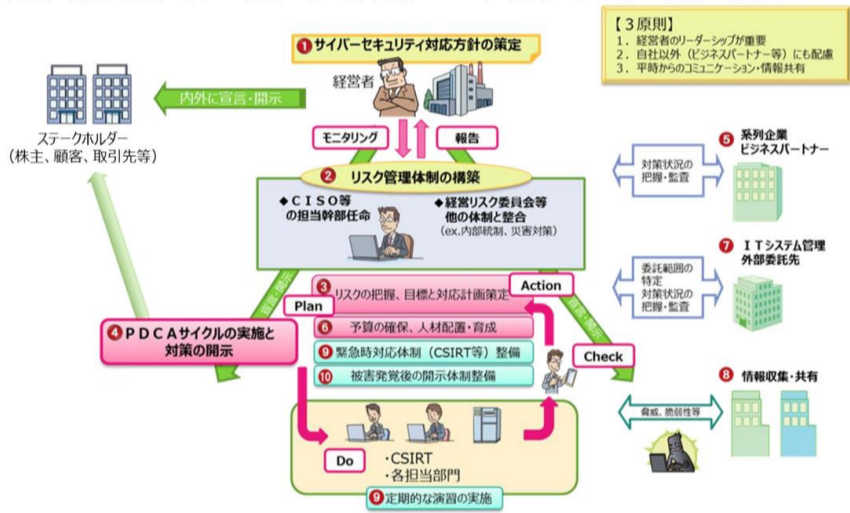 ❶サイバーセキュリティ対応方針の策定
【３原則】
１．経営者のリーダーシップが重要
２．自社以外（ビジネスパートナー等）にも配慮
３．平時からのコミュニケーション・情報共有
経営者
内外に宣言・開示
ステークホルダー
（株主、顧客、取引先等）
モニタリング
報告
❷ リスク管理体制の構築
◆ＣＩＳＯ等
の担当幹部任命
◆経営リスク委員会等
他の体制と整合
（ex.内部統制、災害対策）
❺ 系列企業
ビジネスパートナー
対策状況の
把握・監査
❼ ＩＴシステム管理
外部委託先
委託範囲の
特定
対策状況の
把握・監査
宣言・開示
宣言・開示
Plan
Action
❸リスクの把握、目標と対応計画策定
❹ＰＤＣＡサイクルの実施と
対策の開示
❻ 予算の確保、人材配置・育成
❾緊急時対応体制（CSIRT等）整備
❿ 被害発覚後の開示体制整備
Check
❽ 情報収集・共有
脅威、脆弱性等
Do
・CSIRT
・各担当部門
❾定期的な演習の実施